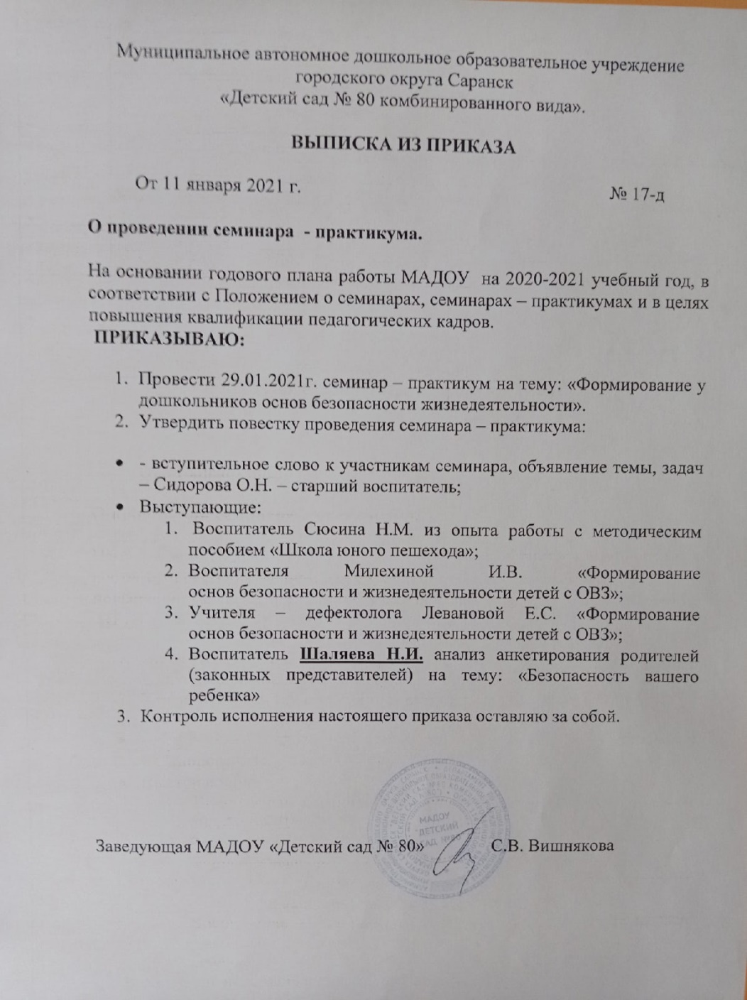 Муниципальное автономное дошкольное образовательное учреждение
городского округа Саранск
«Детский сад № 80 комбинированного вида».
ВЫПИСКА ИЗ ПРИКАЗА
От 11 января 2021 г.
№ 17-д
О проведении семинара - практикума.
На основании годового плана работы МАДОУ на 2020-2021 учебный год, в
соответствии с Положением о семинарах, семинарах – практикумах и в целях
повышения квалификации педагогических кадров.
ПРИКАЗЫВАЮ:
1. Провести 29.01.2021г. семинар – практикум на тему: «Формирование у
дошкольников основ безопасности жизнедеятельности».
2. Утвердить повестку проведения семинара – практикума:
• - вступительное слово к участникам семинара, объявление темы, задач
– Сидорова О.Н. – старший воспитатель;
• Выступающие:
1. Воспитатель Сюсина Н.М. из опыта работы с методическим
пособием «Школа юного пешехода»;
2. Воспитателя Милехиной И.В. «Формирование
основ безопасности и жизнедеятельности детей с ОВЗ»;
3. Учителя – дефектолога Левановой Е.С. «Формирование
основ безопасности и жизнедеятельности детей с ОВЗ»;
4. Воспитатель Шаляева Н.И. анализ анкетирования родителей
(законных представителей) на тему: «Безопасность вашего
ребенка»
3. Контроль исполнения настоящего приказа оставляю за собой.
МАДОУ
"ДЕТСКИЙ
САД №80"
Заведующая МАДОУ «Детский сад № 80» С.В. Вишнякова